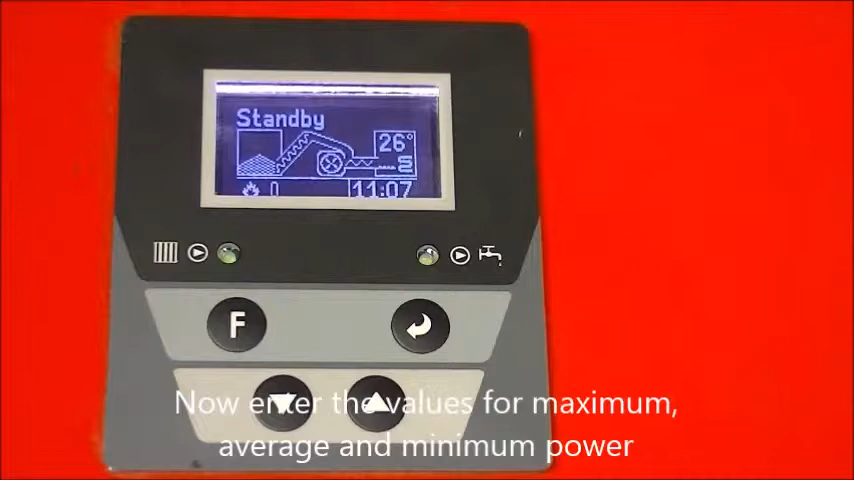 Standby
26°
11:07
F
Now enter the values for maximum,
average and minimum power